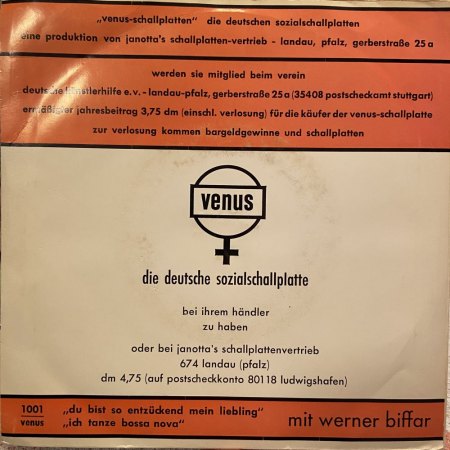 „venus-schallplatten" die deutschen sozialschallplatten
eine produktion von janotta's schallplatten-vertrieb - landau, pfalz, gerberstraße 25 a
werden sie mitglied beim verein
deutsche künstlerhilfe e.v. - landau-pfalz, gerberstraße 25 a (35408 postscheckamt stuttgart)
ermäßigter jahresbeitrag 3,75 dm (einschl. verlosung) für die käufer der venus-schallplatte
zur verlosung kommen bargeldgewinne und schallplatten
venus
die deutsche sozialschallplatte
bei ihrem händler
zu haben
oder bei janotta's schallplattenvertrieb
674 landau (pfalz)
dm 4,75 (auf postscheckkonto 80118 ludwigshafen)
1001
venus
„du bist so entzückend mein liebling"
„ich tanze bossa nova"
mit werner biffar